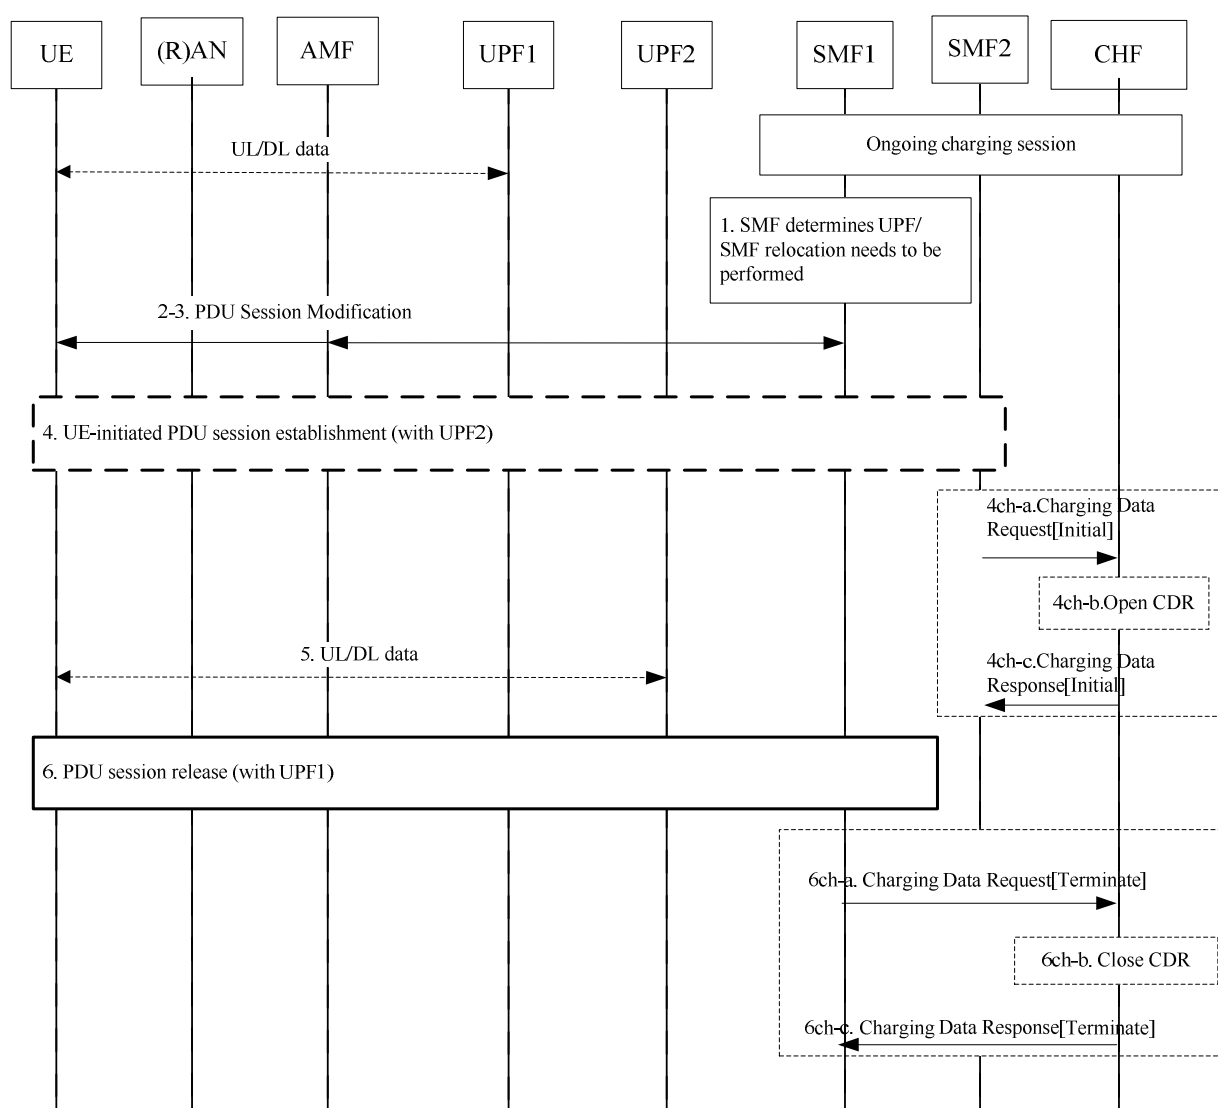 UE
(R)AN
AMF
UPF1
UPF2
SMF1
SMF2
CHF
UL/DL data
Ongoing charging session
1. SMF determines UPF/
SMF relocation needs to be
performed
2-3. PDU Session Modification
4. UE-initiated PDU session establishment (with UPF2)
4ch-a.Charging Data
Request[Initial]
4ch-b.Open CDR
5. UL/DL data
4ch-c.Charging Data
Response[Initial]
6. PDU session release (with UPF1)
6ch-a. Charging Data Request[Terminate]
6ch-b. Close CDR
6ch-c. Charging Data Response[Terminate]